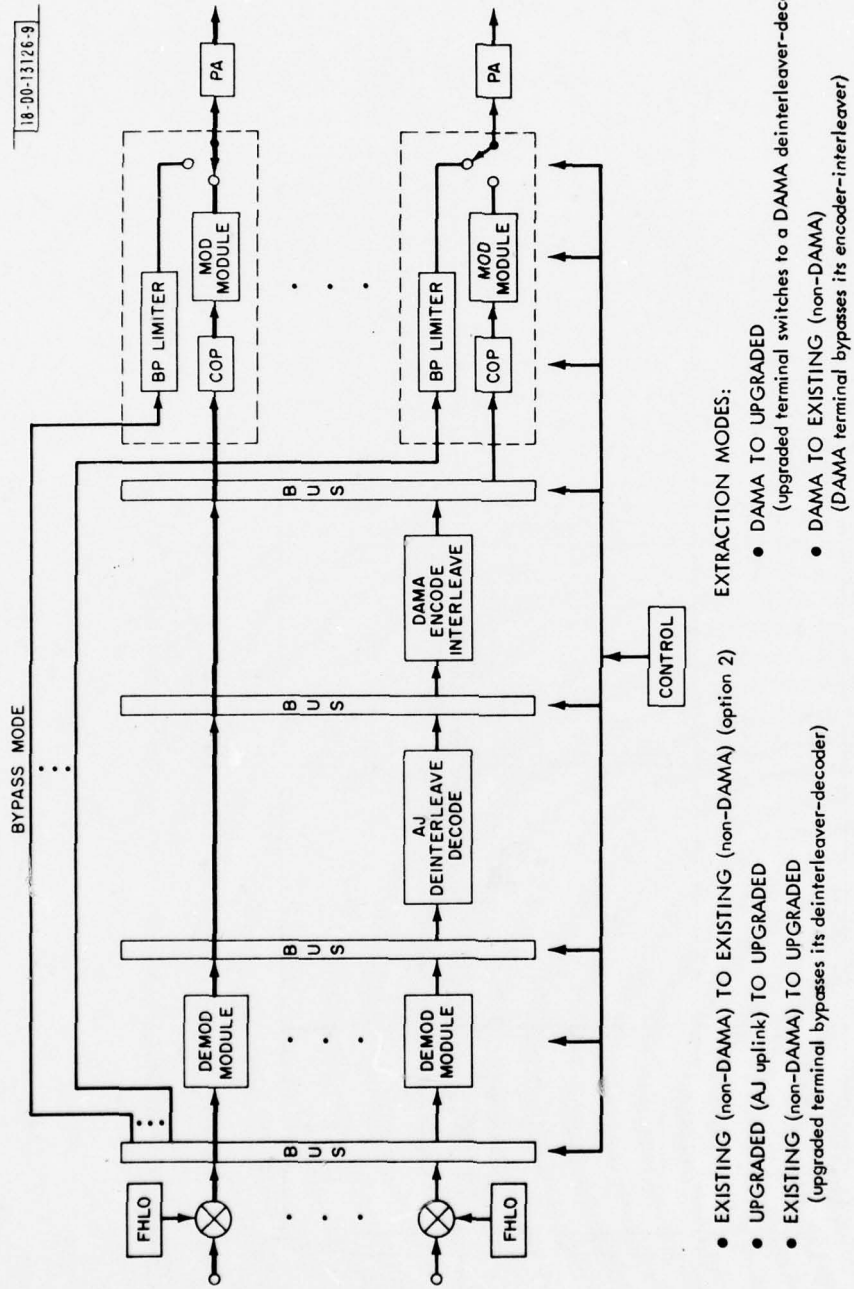 18-DO-13126-9
BYPASS MODE
FHLO
FHLO
BUS
DEMOD MODULE
DEMOD MODULE
BUS
AJ
DEINTERLEAVE
DECODE
BUS
DAMA
ENCODE
INTERLEAVE
BUS
BP LIMITER
COP
MOD MODULE
PA
BP LIMITER
COP
MOD MODULE
PA
CONTROL
• EXISTING (non-DAMA) TO EXISTING (non-DAMA) (option 2)
• UPGRADED (AJ uplink) TO UPGRADED
• EXISTING (non-DAMA) TO UPGRADED
(upgraded terminal bypasses its deinterleaver-decoder)
EXTRACTION MODES:
• DAMA TO UPGRADED
(upgraded terminal switches to a DAMA deinterleaver-deco
• DAMA TO EXISTING (non-DAMA)
(DAMA terminal bypasses its encoder-interleaver)